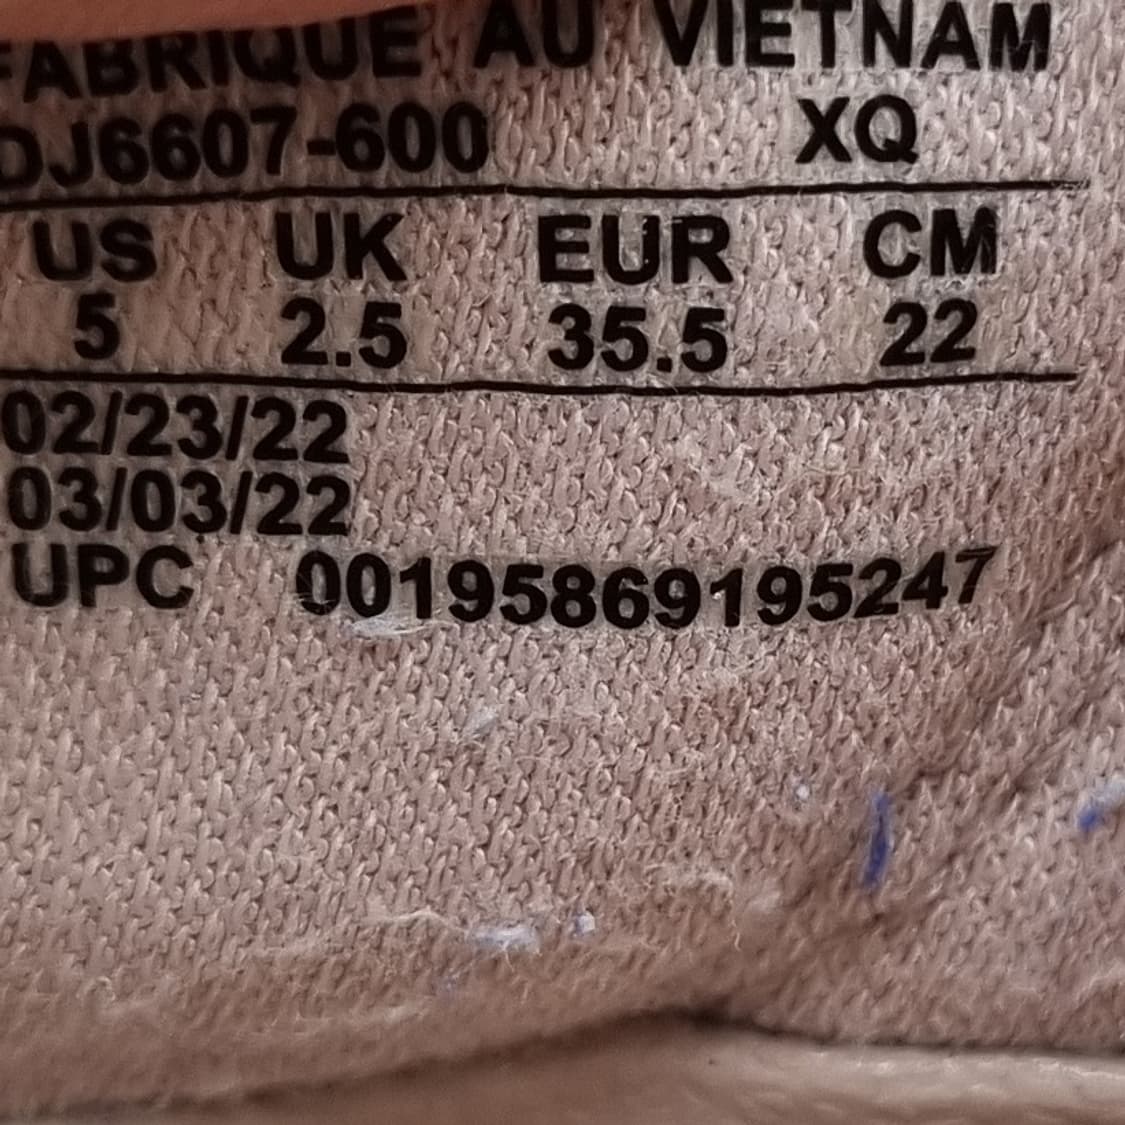 FABRIQUE AU VIETNAM
DJ6607-600 XQ
US UK EUR CM
5 2.5 35.5 22
02/23/22
03/03/22
UPC 00195869195247